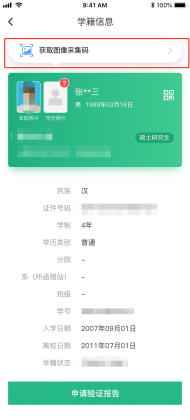 9:41 AM
100%
学籍信息
获取图像采集码
?
张**三
男 1999年03月16日
录取照片 学历照片
硕士研究生
民族 汉
证件号码
学制 4年
学历类别 普通
分院 –
系（所函授站） –
班级 –
学号
入学日期 2007年09月01日
离校日期 2011年07月01日
学籍状态
申请验证报告